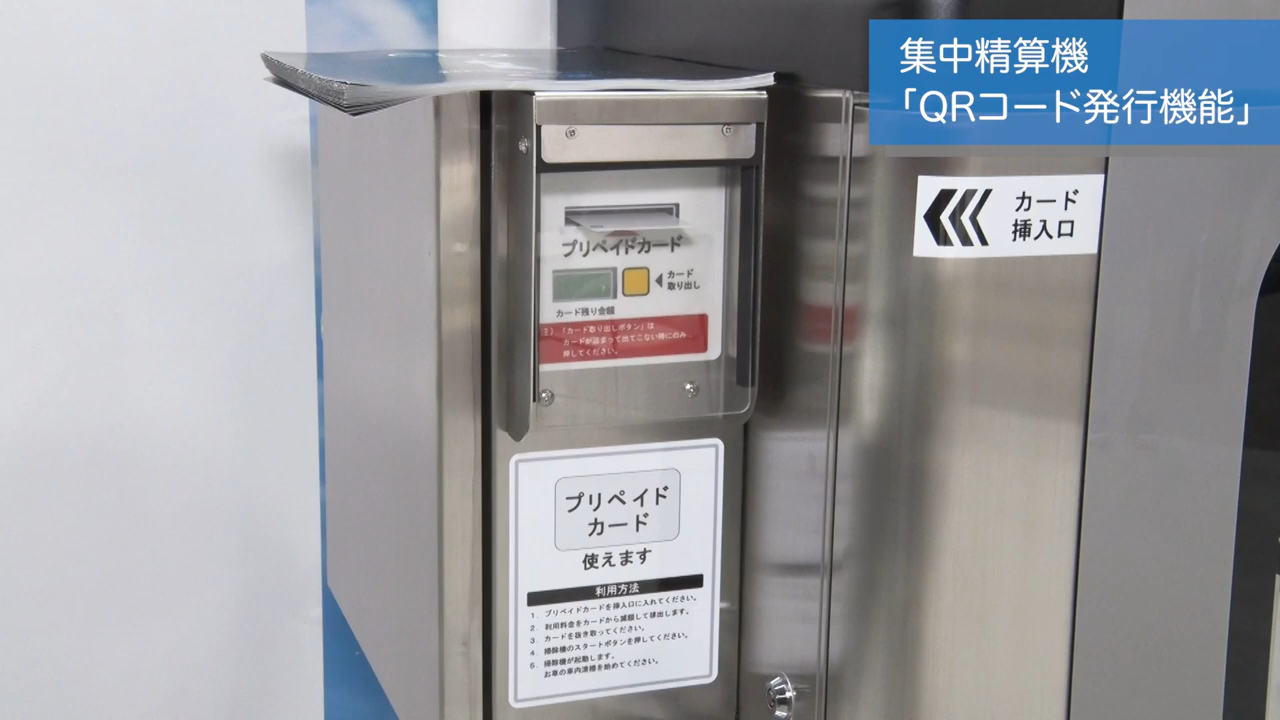 集中精算機
「QRコード発行機能」
カード
挿入口
プリペイドカード
カード
取り出し
カード残り金額
「カード取り出しボタン」は
カードが詰まって出てこない時にのみ
押してください。
プリペイド
カード
使えます
利用方法
1. プリペイドカードを挿入口に入れてください。
2. 利用料金をカードから減額して排出します。
3. カードを抜き取ってください。
4. 掃除機のスタートボタンを押してください。
5. 掃除機が起動します。
お車の車内清掃を始めてください。